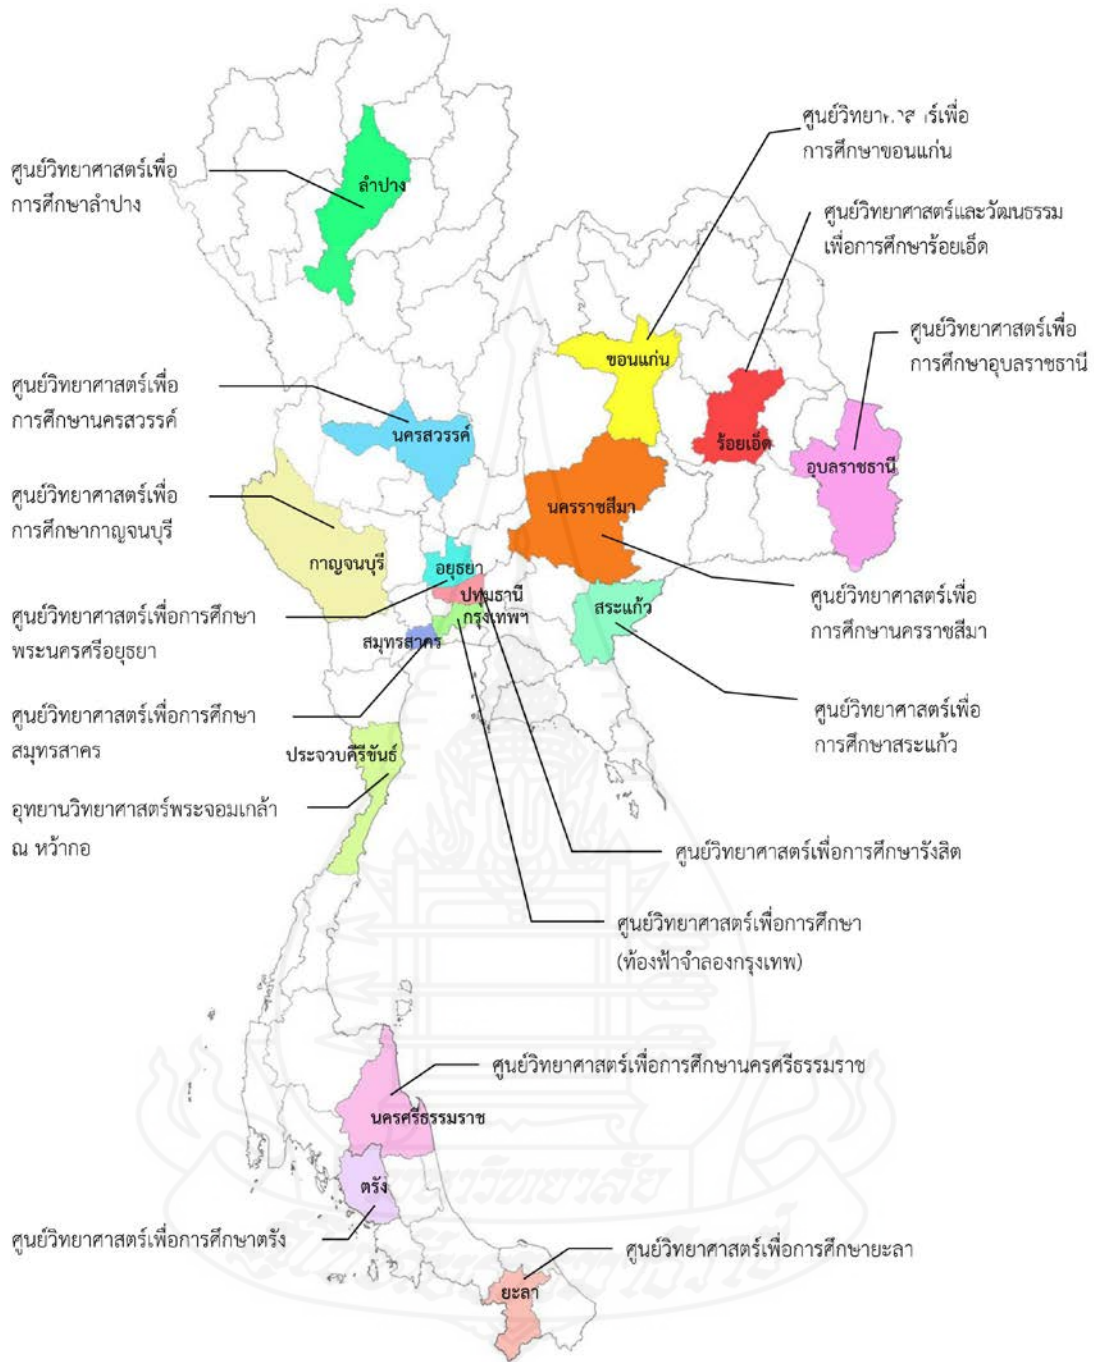 ศูนย์วิทยาศาสตร์เพื่อ
การศึกษาขอนแก่น
ศูนย์วิทยาศาสตร์เพื่อ
การศึกษาลำปาง
ลำปาง
ศูนย์วิทยาศาสตร์และวัฒนธรรม
เพื่อการศึกษาร้อยเอ็ด
ศูนย์วิทยาศาสตร์เพื่อ
การศึกษาอุบลราชธานี
ขอนแก่น
ศูนย์วิทยาศาสตร์เพื่อ
การศึกษานครสวรรค์
นครสวรรค์
ร้อยเอ็ด
อุบลราชธานี
ศูนย์วิทยาศาสตร์เพื่อ
การศึกษากาญจนบุรี
นครราชสีมา
กาญจนบุรี
อยุธยา
ปทุมธานี
กรุงเทพฯ
สระแก้ว
ศูนย์วิทยาศาสตร์เพื่อ
การศึกษานครราชสีมา
ศูนย์วิทยาศาสตร์เพื่อการศึกษา
พระนครศรีอยุธยา
สมุทรสาคร
ศูนย์วิทยาศาสตร์เพื่อการศึกษา
สมุทรสาคร
ศูนย์วิทยาศาสตร์เพื่อ
การศึกษาสระแก้ว
ประจวบคีรีขันธ์
อุทยานวิทยาศาสตร์พระจอมเกล้า
ณ หว้ากอ
ศูนย์วิทยาศาสตร์เพื่อการศึกษารังสิต
ศูนย์วิทยาศาสตร์เพื่อการศึกษา
(ท้องฟ้าจำลองกรุงเทพ)
ศูนย์วิทยาศาสตร์เพื่อการศึกษานครศรีธรรมราช
นครศรีธรรมราช
ตรัง
ศูนย์วิทยาศาสตร์เพื่อการศึกษาตรัง
ศูนย์วิทยาศาสตร์เพื่อการศึกษายะลา
ยะลา